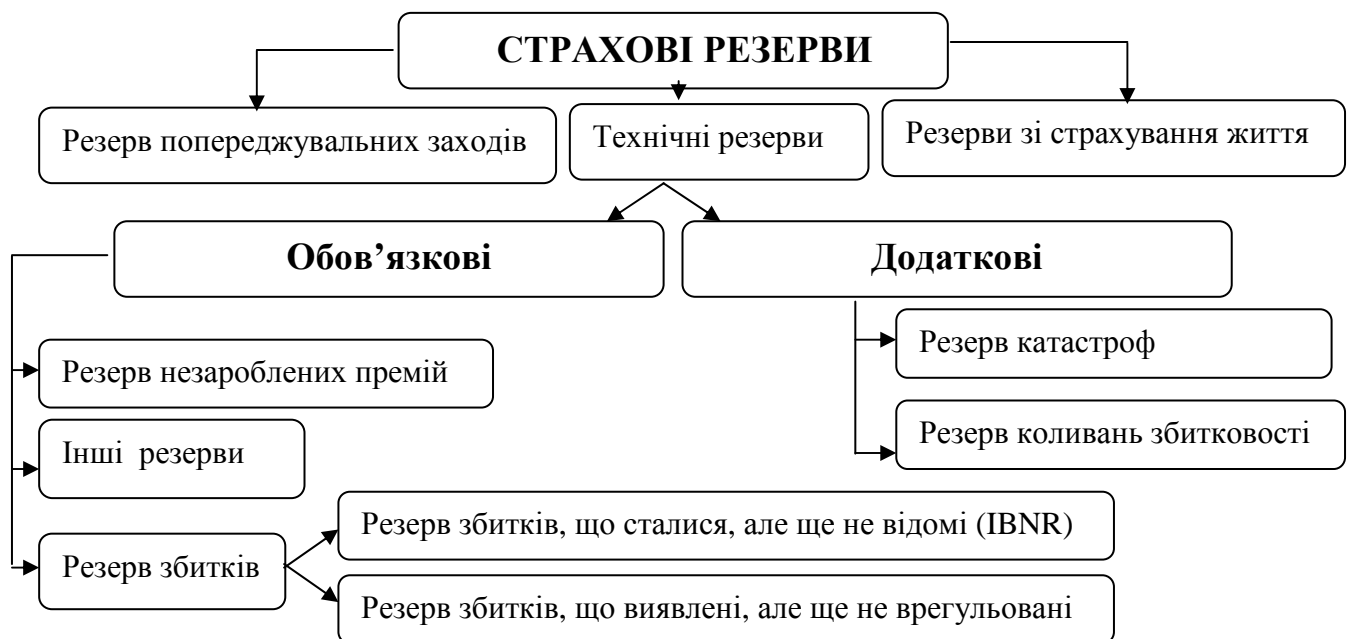 СТРАХОВІ РЕЗЕРВИ
Резерв попереджувальних заходів
Технічні резерви
Резерви зі страхування життя
Обов’язкові
Додаткові
Резерв незароблених премій
Інші резерви
Резерв збитків
Резерв катастроф
Резерв коливань збитковості
Резерв збитків, що сталися, але ще не відомі (IBNR)
Резерв збитків, що виявлені, але ще не врегульовані